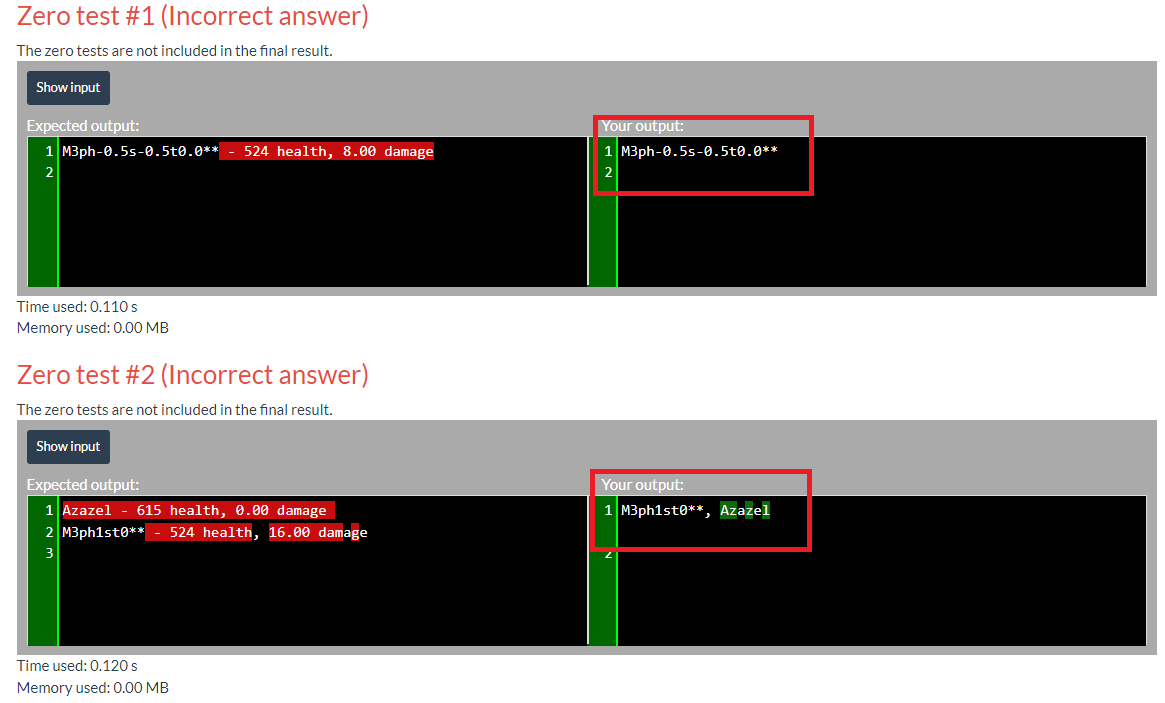 Zero test #1 (Incorrect answer)
The zero tests are not included in the final result.
Show input
Expected output:
1 M3ph-0.5s-0.5t0.0** - 524 health, 8.00 damage
2
Your output:
1 M3ph-0.5s-0.5t0.0**
2
Time used: 0.110 s
Memory used: 0.00 MB
Zero test #2 (Incorrect answer)
The zero tests are not included in the final result.
Show input
Expected output:
1 Azazel - 615 health, 0.00 damage
2 M3ph1st0** - 524 health, 16.00 damage
3
Your output:
1 M3ph1st0**, Azazel
2
Time used: 0.120 s
Memory used: 0.00 MB